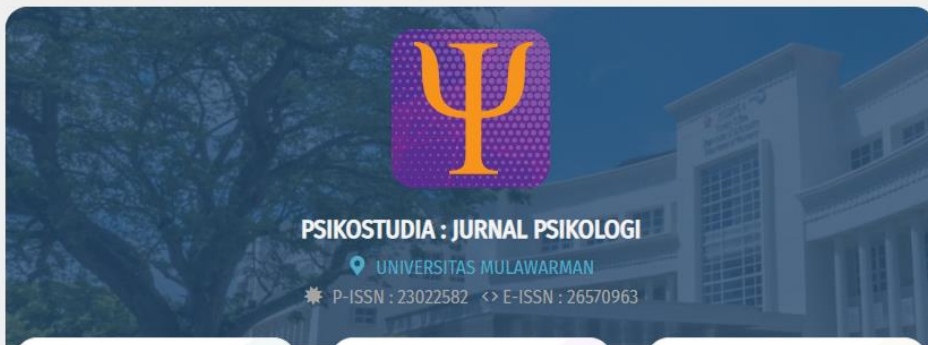 Ψ
PSIKOSTUDIA : JURNAL PSIKOLOGI
UNIVERSITAS MULAWARMAN
P-ISSN : 23022582 <> E-ISSN : 26570963